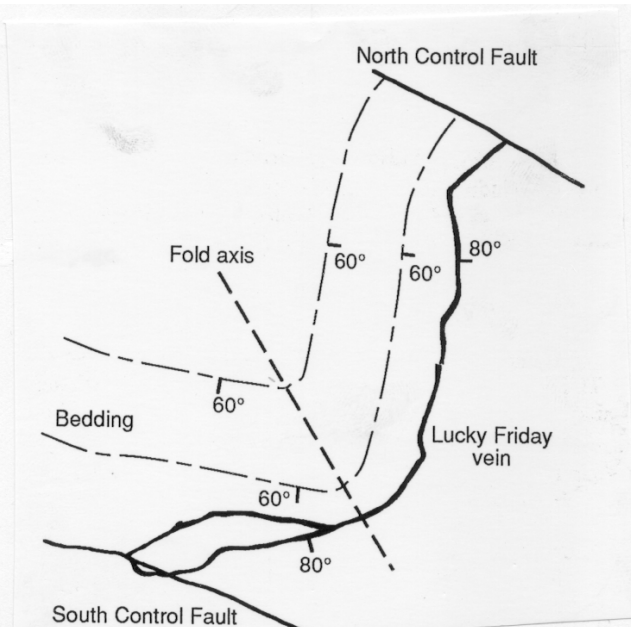 North Control Fault
Fold axis
80°
60°
60°
60°
Bedding
Lucky Friday
vein
60°
80°
South Control Fault